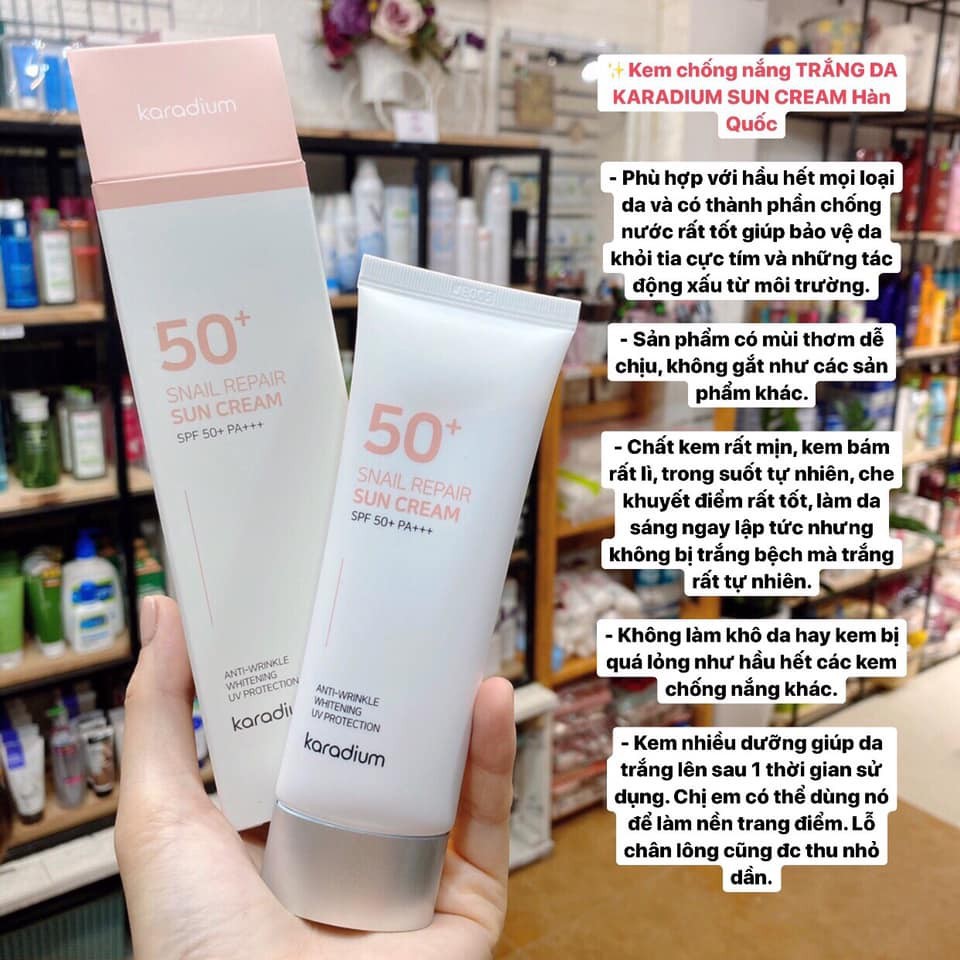 karadium
50+
SNAIL REPAIR
SUN CREAM
SPF 50+ PA+++
ANTI-WRINKLE
WHITENING
UV PROTECTION
50+
SNAIL REPAIR
SUN CREAM
SPF 50+ PA+++
ANTI-WRINKLE
WHITENING
UV PROTECTION
karadium
✨Kem chống nắng TRẮNG DA
KARADIUM SUN CREAM Hàn
Quốc
- Phù hợp với hầu hết mọi loại
da và có thành phần chống
nước rất tốt giúp bảo vệ da
khỏi tia cực tím và những tác
động xấu từ môi trường.
- Sản phẩm có mùi thơm dễ
chịu, không gắt như các sản
phẩm khác.
- Chất kem rất mịn, kem bám
rất lì, trong suốt tự nhiên, che
khuyết điểm rất tốt, làm da
sáng ngay lập tức nhưng
không bị trắng bệch mà trắng
rất tự nhiên.
- Không làm khô da hay kem bị
quá lỏng như hầu hết các kem
chống nắng khác.
- Kem nhiều dưỡng giúp da
trắng lên sau 1 thời gian sử
dụng. Chị em có thể dùng nó
để làm nền trang điểm. Lỗ
chân lông cũng đc thu nhỏ
dần.